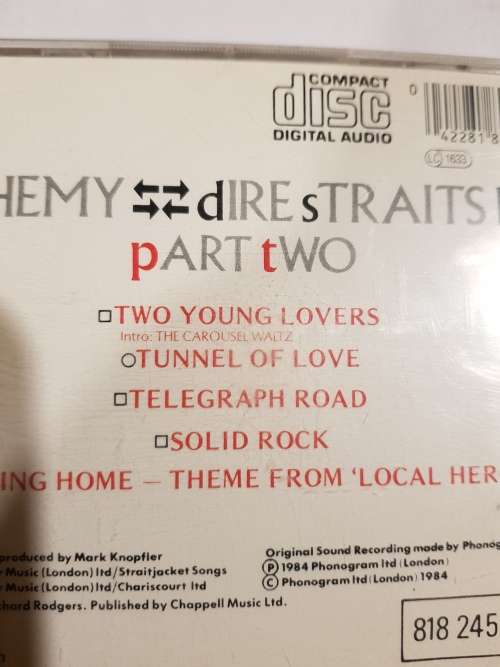 COMPACT
disc
DIGITAL AUDIO
0
42281 8
LC 1633
HEMY dIRE sTRAITS
pART tWO
TWO YOUNG LOVERS
Intro: THE CAROUSEL WALTZ
TUNNEL OF LOVE
TELEGRAPH ROAD
SOLID ROCK
ING HOME – THEME FROM 'LOCAL HER
roduced by Mark Knopfler
Music (London) ltd/Straitjacket Songs
Music (London) ltd/Chariscourt ltd
chard Rodgers. Published by Chappell Music Ltd.
Original Sound Recording made by Phonog
Ⓟ 1984 Phonogram ltd (London)
© Phonogram ltd (London) 1984
818 245